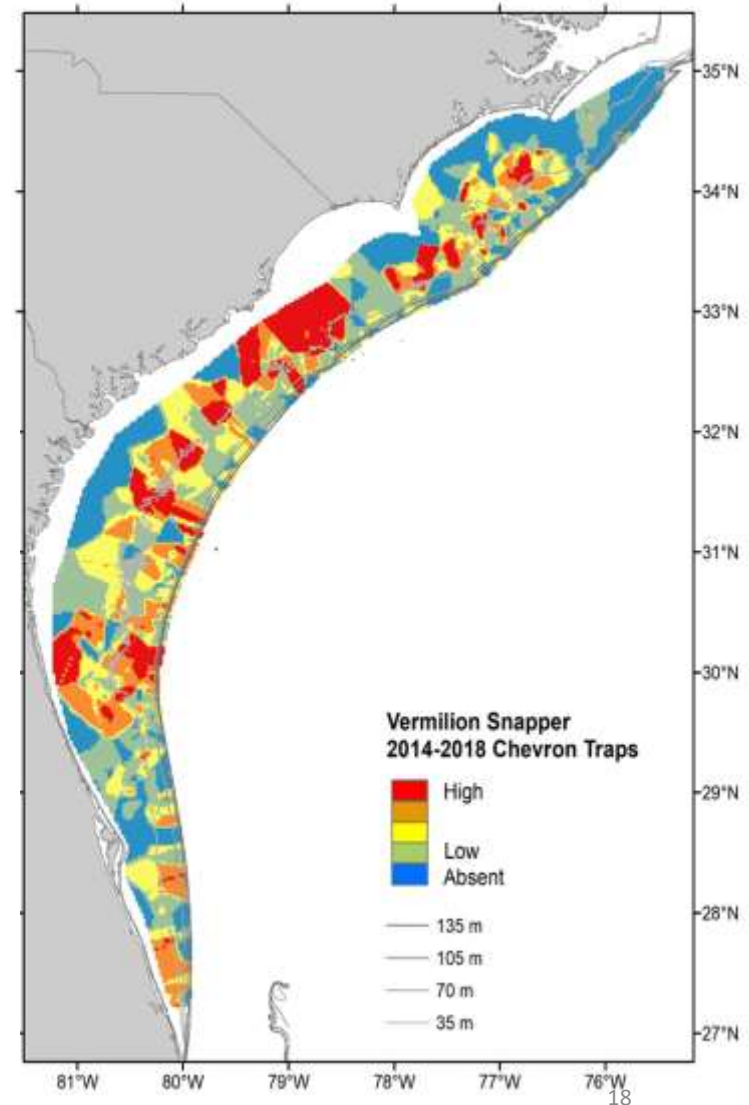 35°N
34°N
33°N
32°N
31°N
30°N
29°N
28°N
27°N
Vermilion Snapper
2014-2018 Chevron Traps
High
Low
Absent
135 m
105 m
70 m
35 m
81°W
80°W
79°W
78°W
77°W
76°W
18